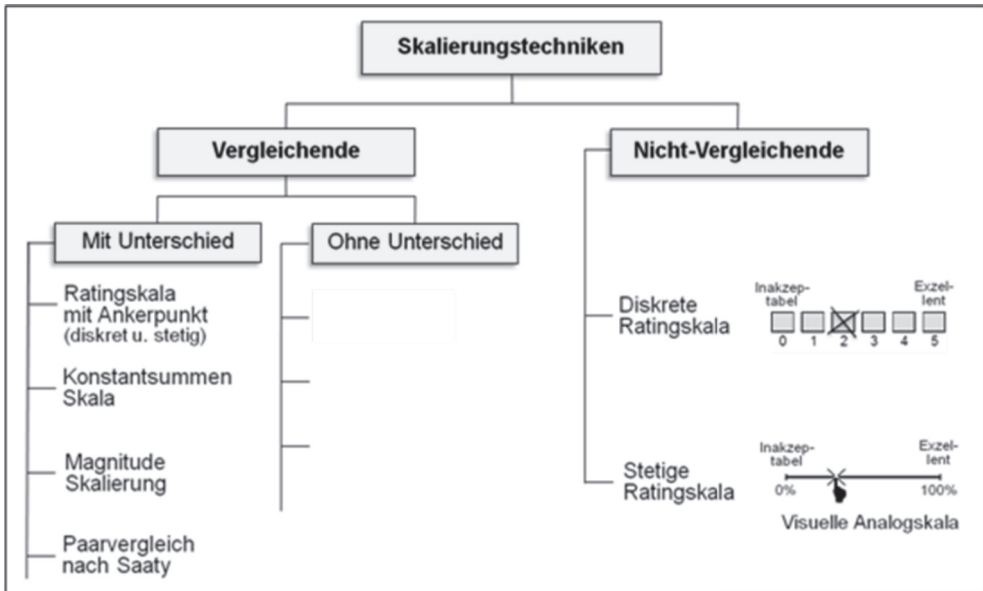 Skalierungstechniken
Vergleichende
Nicht-Vergleichende
Mit Unterschied
Ohne Unterschied
Ratingskala
mit Ankerpunkt
(diskret u. stetig)
Konstantsummen
Skala
Magnitude
Skalierung
Paarvergleich
nach Saaty
Diskrete
Ratingskala
Inakzep-
tabel
Exzel-
lent
0 1 2 3 4 5
Stetige
Ratingskala
Inakzep-
tabel
Exzel-
lent
0% 100%
Visuelle Analogskala